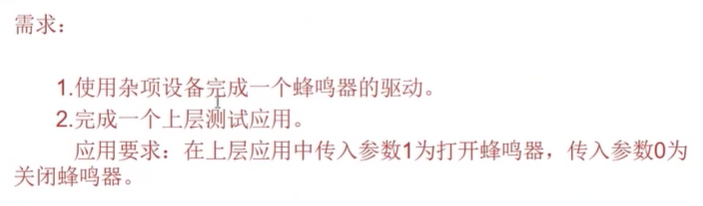 需求：
1.使用杂项设备完成一个蜂鸣器的驱动。
2.完成一个上层测试应用。
应用要求：在上层应用中传入参数1为打开蜂鸣器，传入参数0为
关闭蜂鸣器。